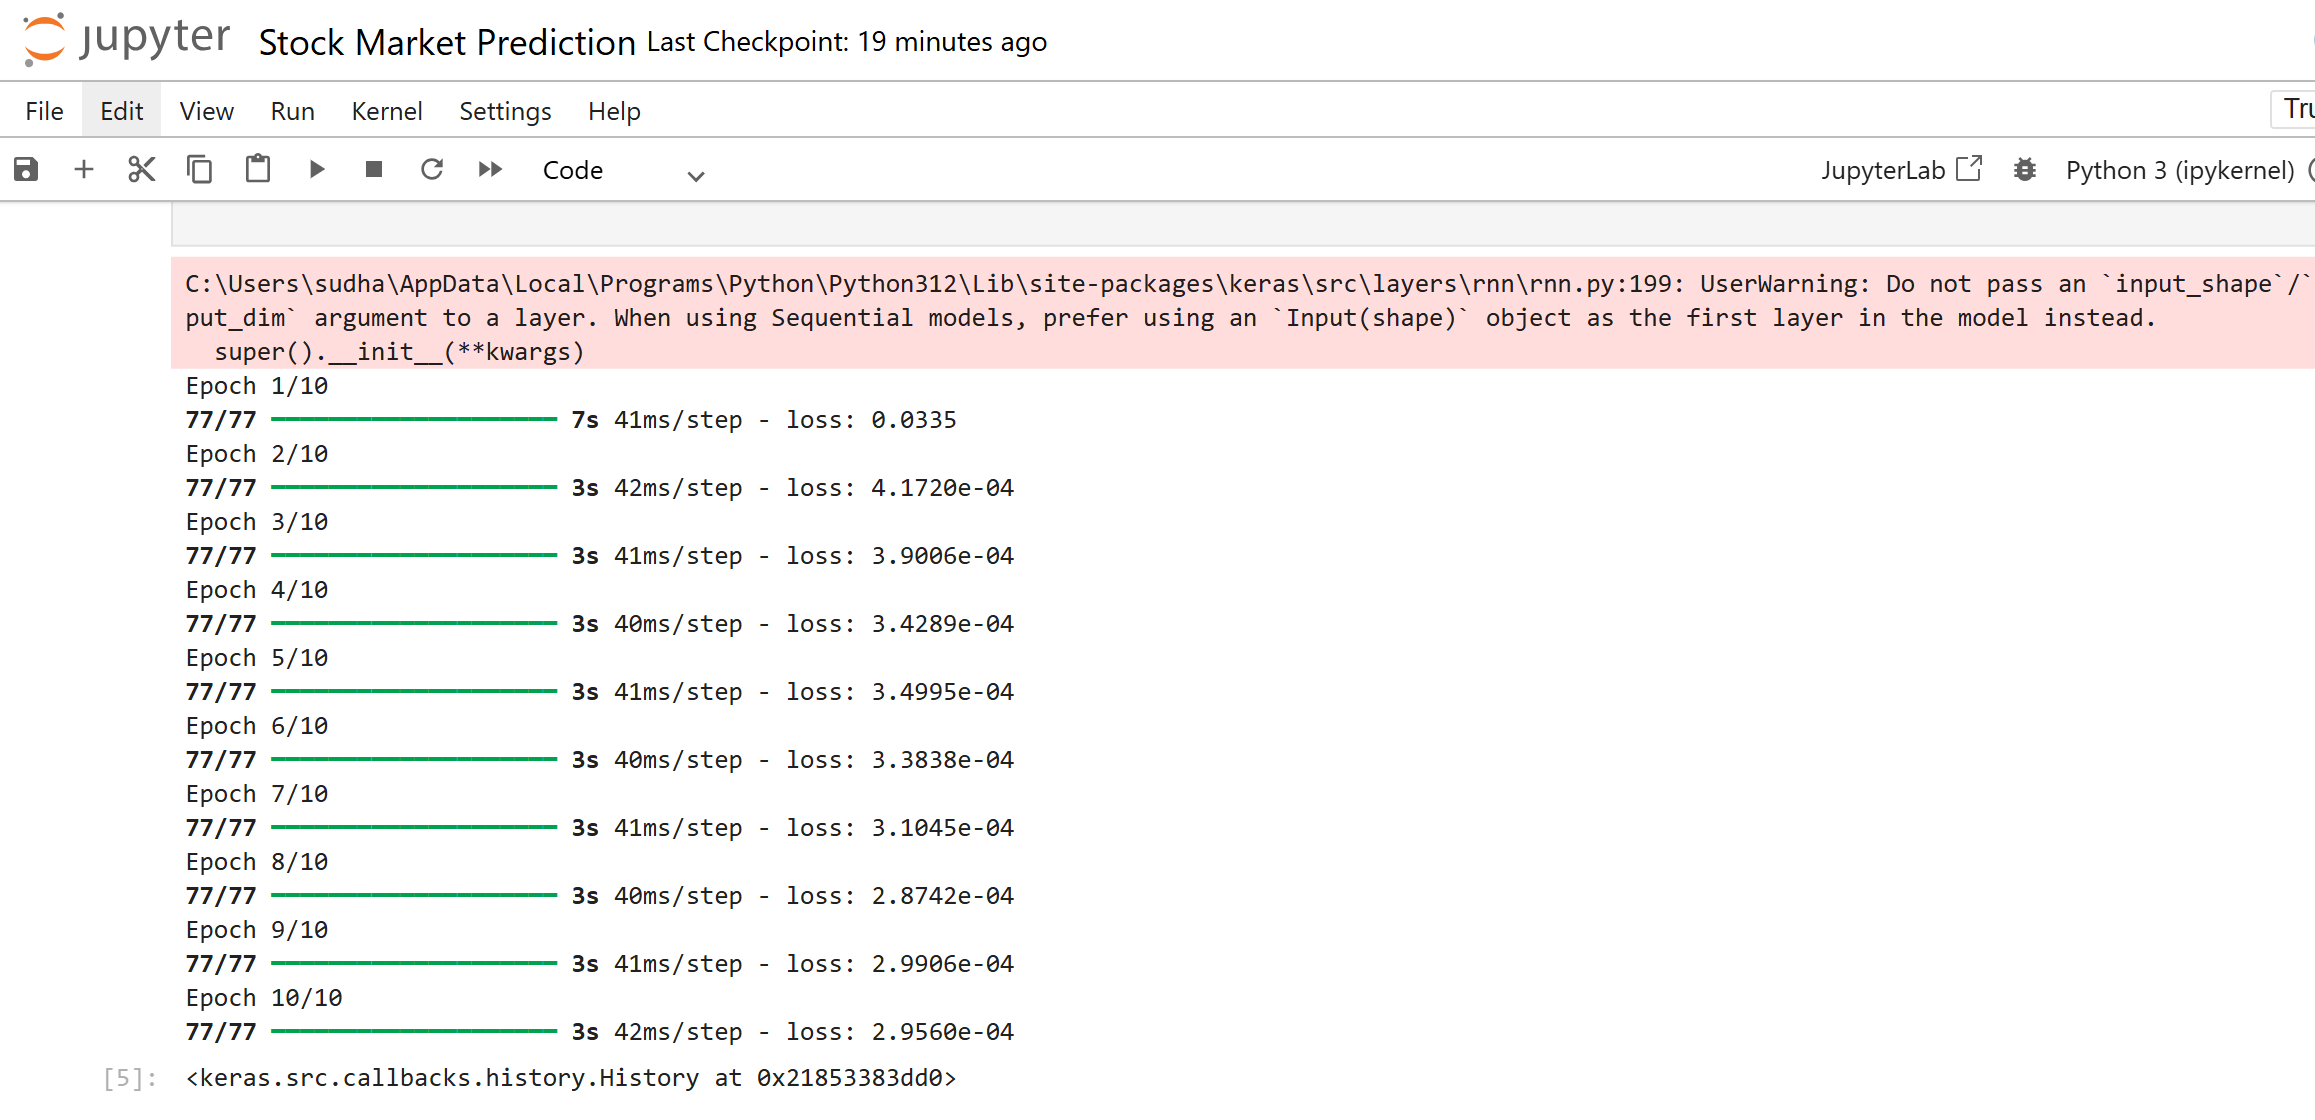 jupyter Stock Market Prediction Last Checkpoint: 19 minutes ago
File Edit View Run Kernel Settings Help
Code JupyterLab Python 3 (ipykernel)
C:\Users\sudha\AppData\Local\Programs\Python\Python312\Lib\site-packages\keras\src\layers\rnn\rnn.py:199: UserWarning: Do not pass an `input_shape`/`
put_dim` argument to a layer. When using Sequential models, prefer using an `Input(shape)` object as the first layer in the model instead.
super().__init__(**kwargs)
Epoch 1/10
77/77 7s 41ms/step - loss: 0.0335
Epoch 2/10
77/77 3s 42ms/step - loss: 4.1720e-04
Epoch 3/10
77/77 3s 41ms/step - loss: 3.9006e-04
Epoch 4/10
77/77 3s 40ms/step - loss: 3.4289e-04
Epoch 5/10
77/77 3s 41ms/step - loss: 3.4995e-04
Epoch 6/10
77/77 3s 40ms/step - loss: 3.3838e-04
Epoch 7/10
77/77 3s 41ms/step - loss: 3.1045e-04
Epoch 8/10
77/77 3s 40ms/step - loss: 2.8742e-04
Epoch 9/10
77/77 3s 41ms/step - loss: 2.9906e-04
Epoch 10/10
77/77 3s 42ms/step - loss: 2.9560e-04
[5]: <keras.src.callbacks.history.History at 0x21853383dd0>